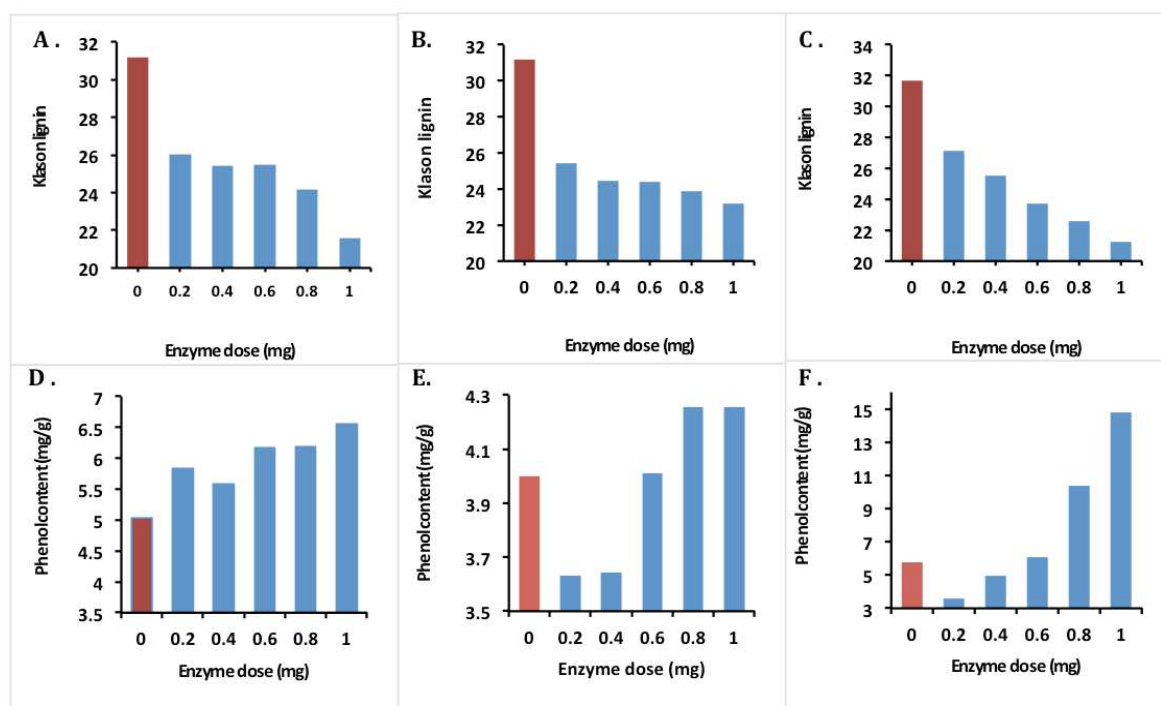 A .
32
30
28
26
24
22
20
Klason lignin
0 0.2 0.4 0.6 0.8 1
Enzyme dose (mg)
B.
32
30
28
26
24
22
20
Klason lignin
0 0.2 0.4 0.6 0.8 1
Enzyme dose (mg)
C .
34
32
30
28
26
24
22
20
Klason lignin
0 0.2 0.4 0.6 0.8 1
Enzyme dose (mg)
D .
7
6.5
6
5.5
5
4.5
4
3.5
Phenolcontent(mg/g)
0 0.2 0.4 0.6 0.8 1
Enzyme dose (mg)
E.
4.3
4.1
3.9
3.7
3.5
Phenolcontent(mg/g)
0 0.2 0.4 0.6 0.8 1
Enzyme dose (mg)
F .
15
13
11
9
7
5
3
Phenolcontent(mg/g)
0 0.2 0.4 0.6 0.8 1
Enzyme dose (mg)